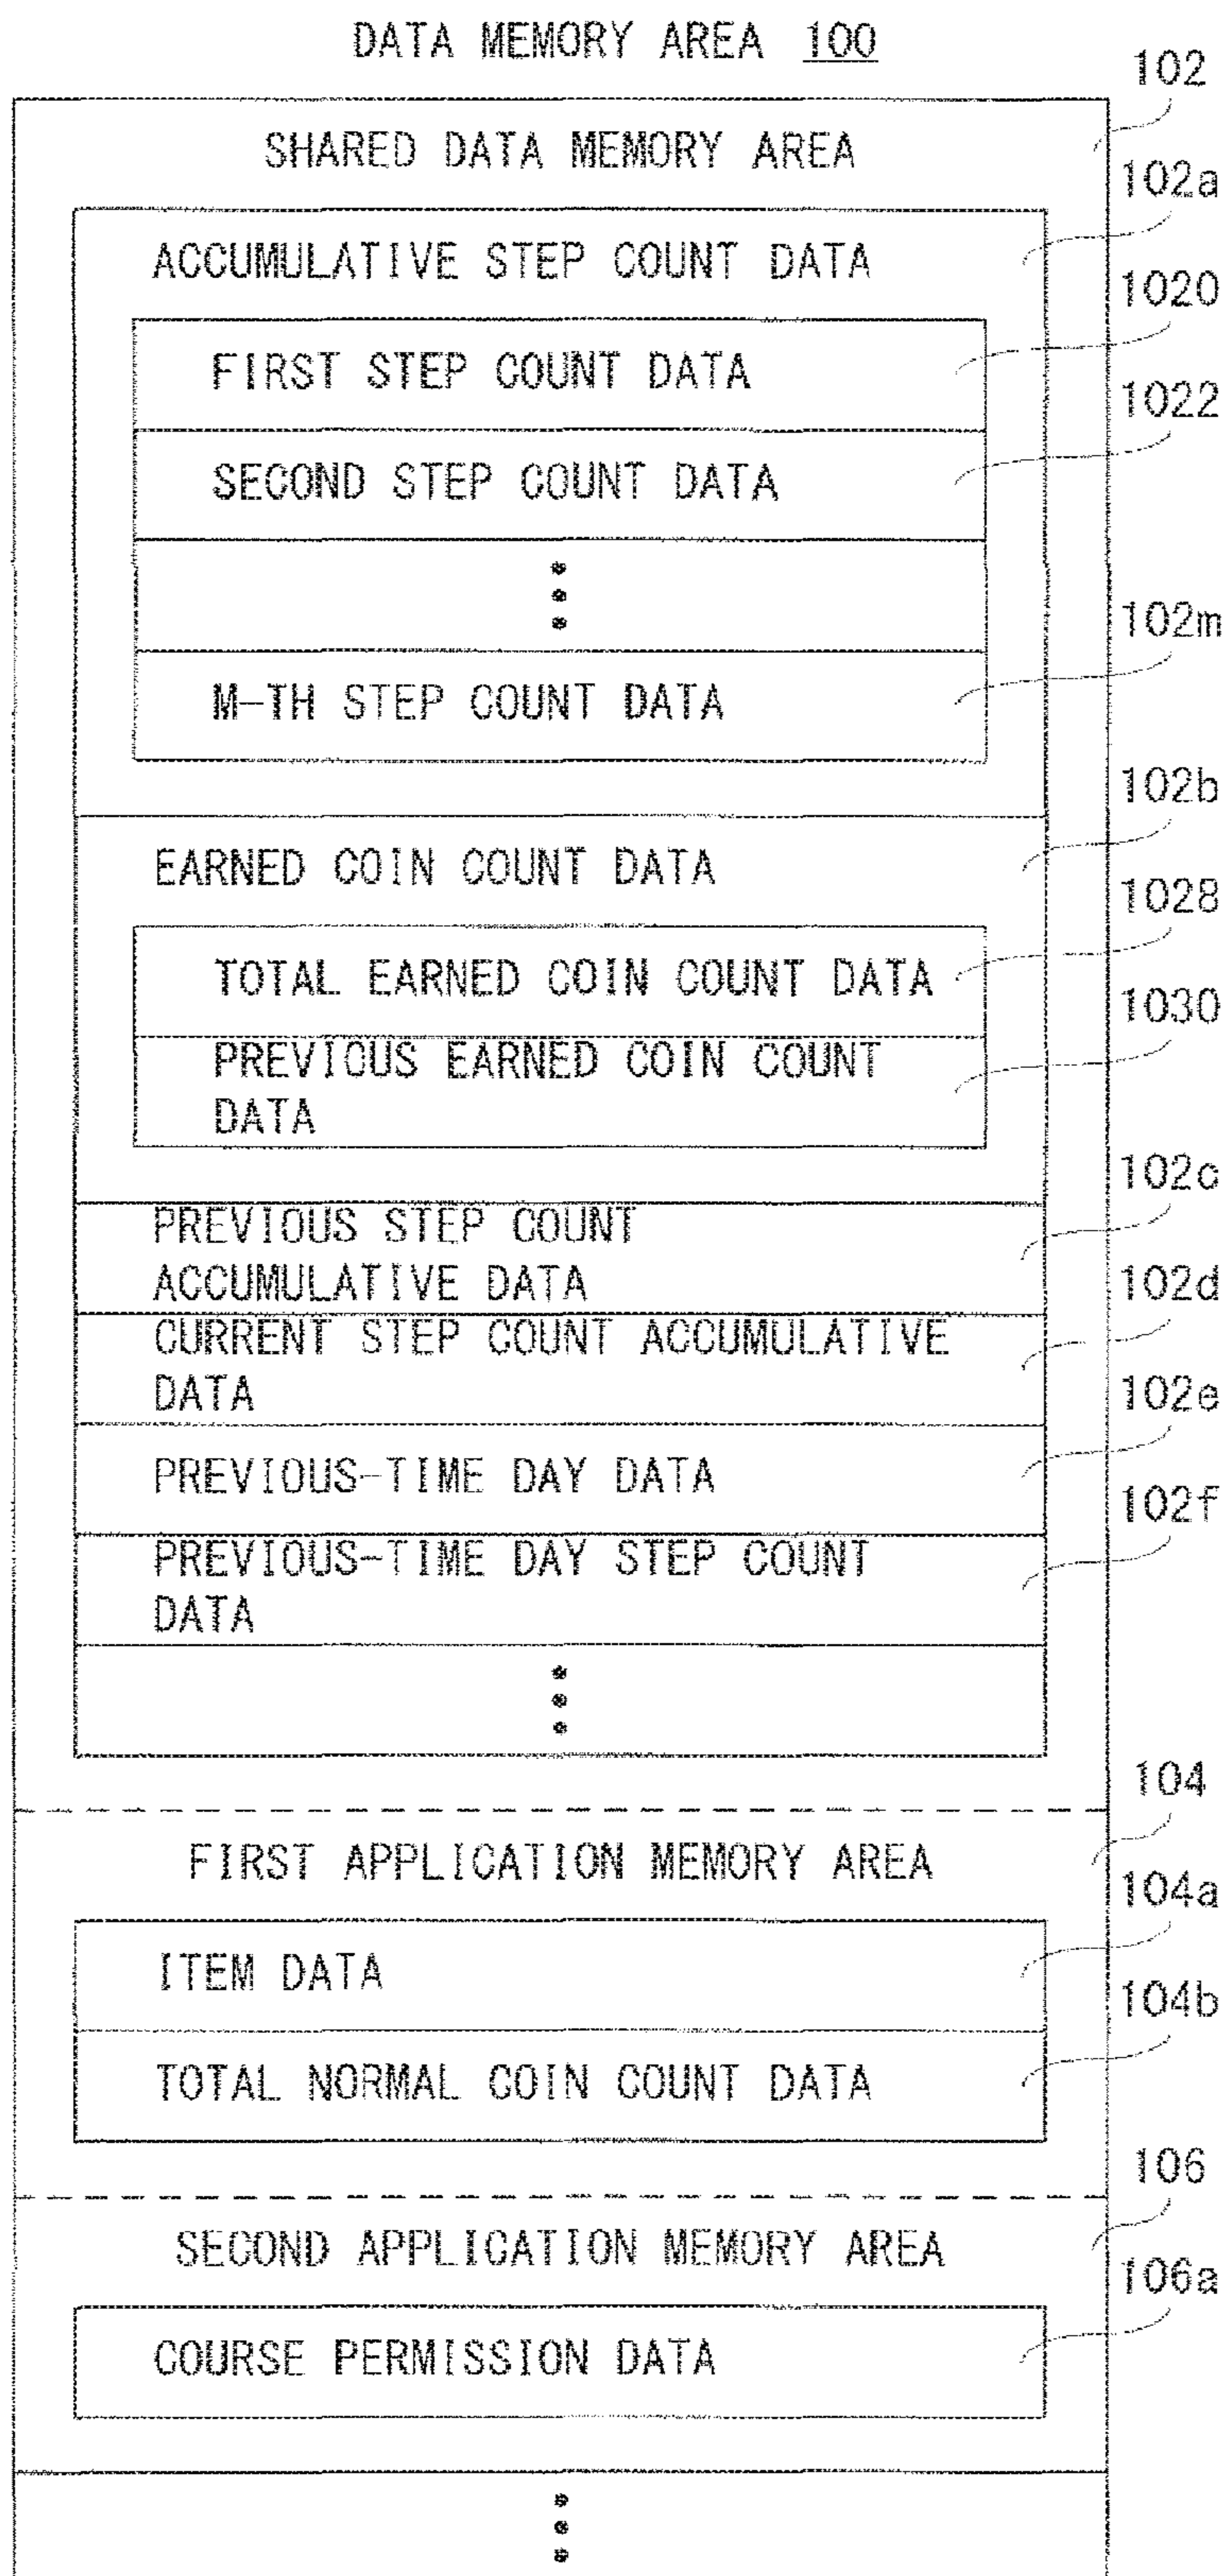 DATA MEMORY AREA 100
102
SHARED DATA MEMORY AREA
102a
ACCUMULATIVE STEP COUNT DATA
1020
FIRST STEP COUNT DATA
1022
SECOND STEP COUNT DATA
102m
M-TH STEP COUNT DATA
102b
EARNED COIN COUNT DATA
1028
TOTAL EARNED COIN COUNT DATA
1030
PREVIOUS EARNED COIN COUNT
DATA
102c
PREVIOUS STEP COUNT
ACCUMULATIVE DATA
102d
CURRENT STEP COUNT ACCUMULATIVE
DATA
102e
PREVIOUS-TIME DAY DATA
102f
PREVIOUS-TIME DAY STEP COUNT
DATA
104
FIRST APPLICATION MEMORY AREA
104a
ITEM DATA
104b
TOTAL NORMAL COIN COUNT DATA
106
SECOND APPLICATION MEMORY AREA
106a
COURSE PERMISSION DATA